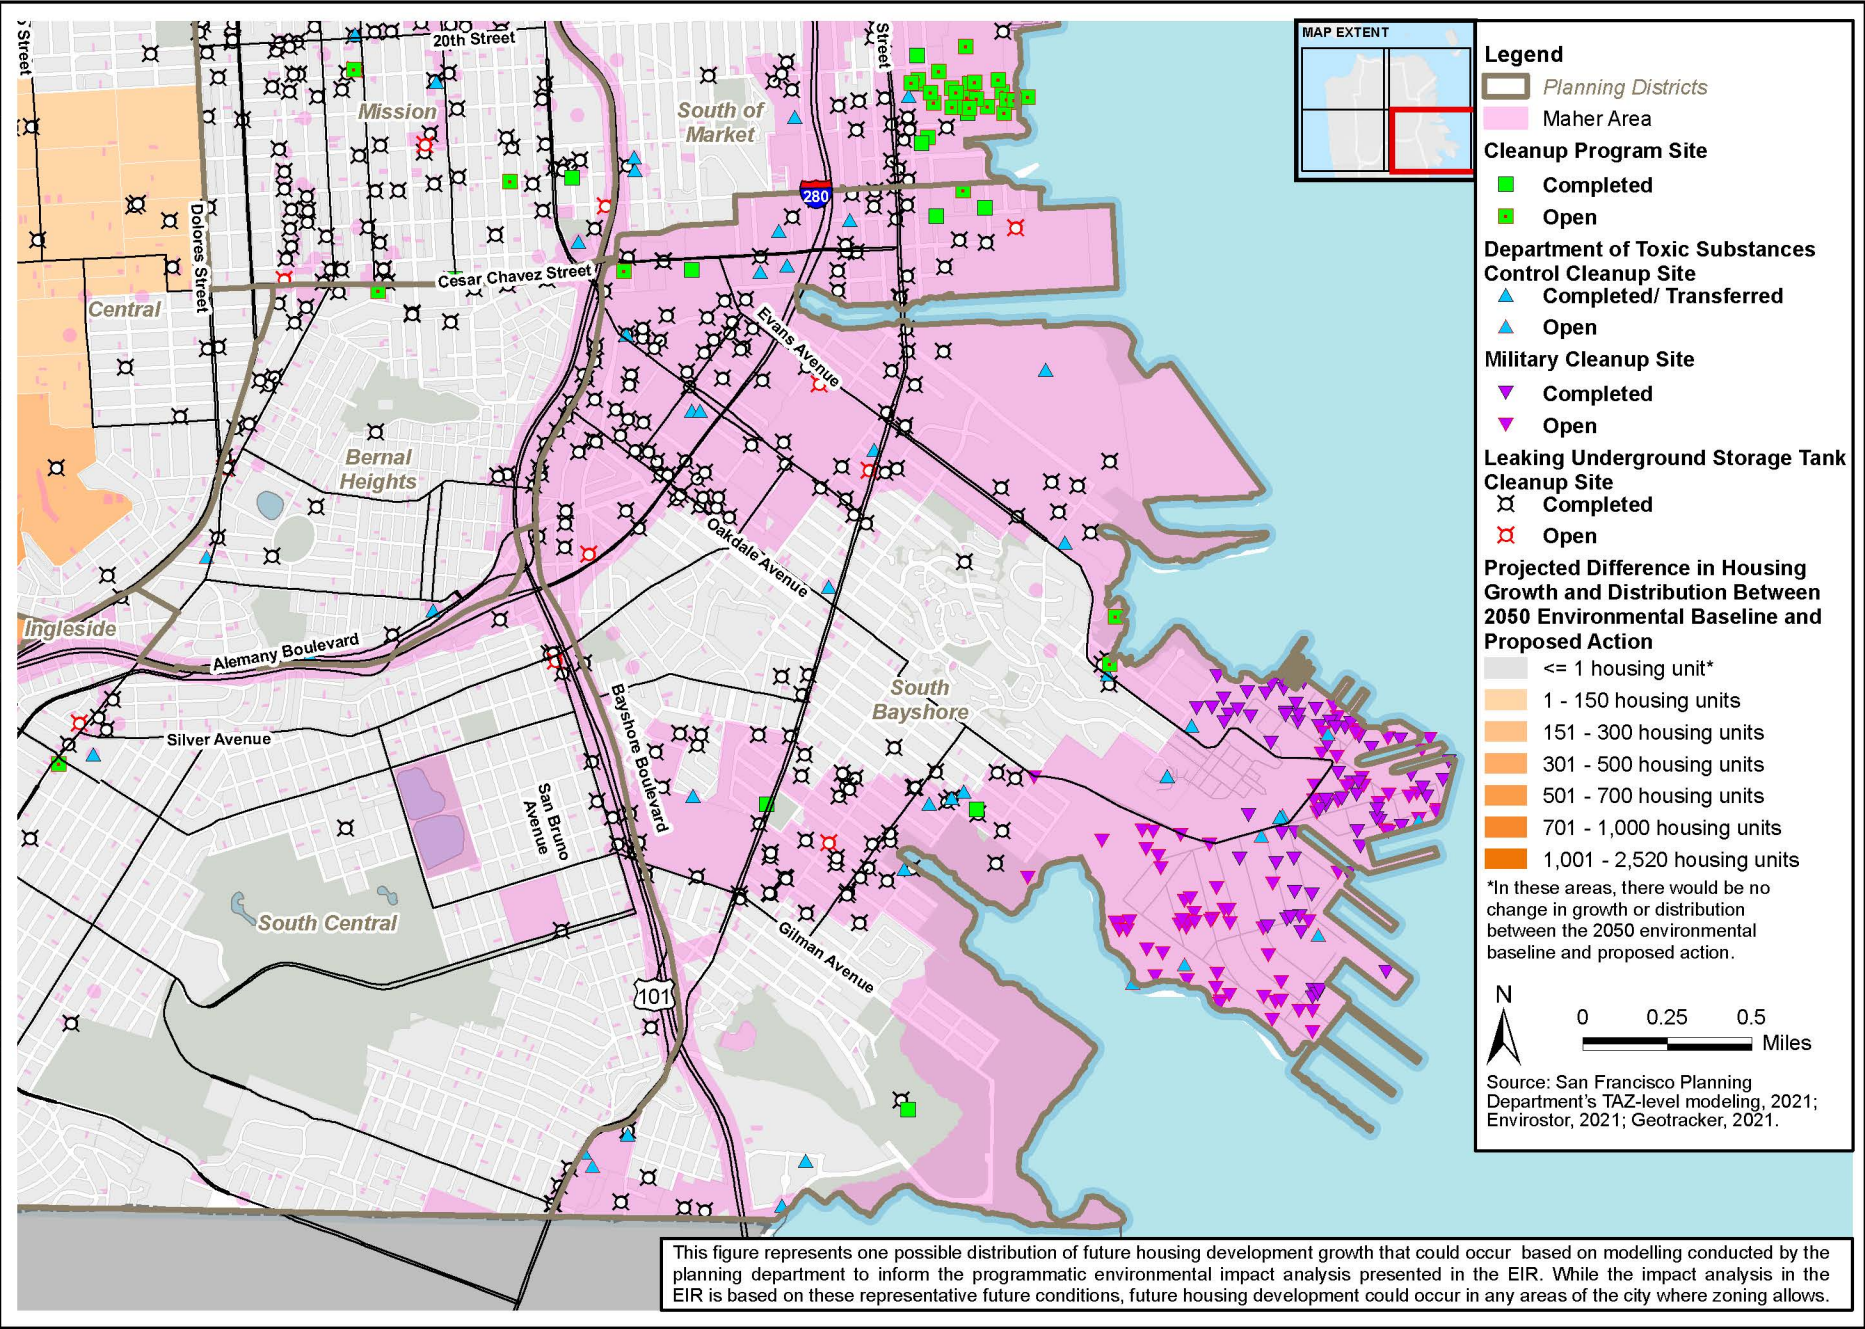 Street
20th Street
Street
Mission
South of
Market
280
Dolores Street
Cesar Chavez Street
Central
Evans Avenue
Bernal
Heights
Oakdale Avenue
Ingleside
Alemany Boulevard
South
Bayshore
Silver Avenue
Bayshore Boulevard
San Bruno
Avenue
South Central
Gilman Avenue
101
MAP EXTENT
Legend
Planning Districts
Maher Area
Cleanup Program Site
Completed
Open
Department of Toxic Substances
Control Cleanup Site
Completed/ Transferred
Open
Military Cleanup Site
Completed
Open
Leaking Underground Storage Tank
Cleanup Site
Completed
Open
Projected Difference in Housing
Growth and Distribution Between
2050 Environmental Baseline and
Proposed Action
<= 1 housing unit*
1 - 150 housing units
151 - 300 housing units
301 - 500 housing units
501 - 700 housing units
701 - 1,000 housing units
1,001 - 2,520 housing units
*In these areas, there would be no
change in growth or distribution
between the 2050 environmental
baseline and proposed action.
N
0 0.25 0.5
Miles
Source: San Francisco Planning
Department's TAZ-level modeling, 2021;
Envirostor, 2021; Geotracker, 2021.
This figure represents one possible distribution of future housing development growth that could occur based on modelling conducted by the
planning department to inform the programmatic environmental impact analysis presented in the EIR. While the impact analysis in the
EIR is based on these representative future conditions, future housing development could occur in any areas of the city where zoning allows.